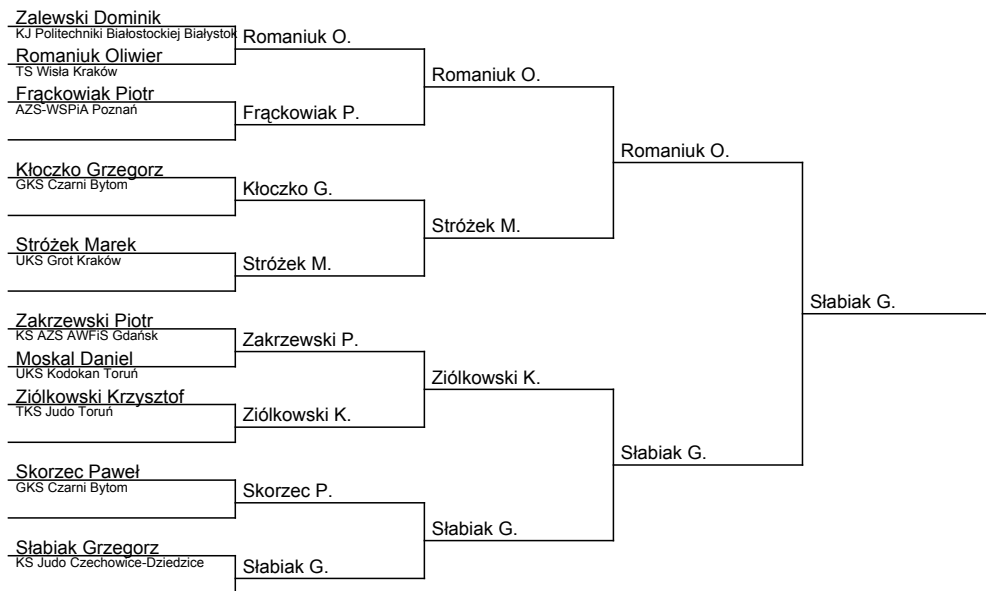 Zalewski Dominik
KJ Politechniki Białostockiej Białystok
Romaniuk Oliwier
TS Wisła Kraków
Frąckowiak Piotr
AZS-WSPiA Poznań
Kłoczko Grzegorz
GKS Czarni Bytom
Stróżek Marek
UKS Grot Kraków
Zakrzewski Piotr
KS AZS AWFiS Gdańsk
Moskal Daniel
UKS Kodokan Toruń
Ziólkowski Krzysztof
TKS Judo Toruń
Skorzec Paweł
GKS Czarni Bytom
Słabiak Grzegorz
KS Judo Czechowice-Dziedzice
Romaniuk O.
Frąckowiak P.
Kłoczko G.
Stróżek M.
Zakrzewski P.
Ziólkowski K.
Skorzec P.
Słabiak G.
Romaniuk O.
Stróżek M.
Ziólkowski K.
Słabiak G.
Romaniuk O.
Słabiak G.
Słabiak G.